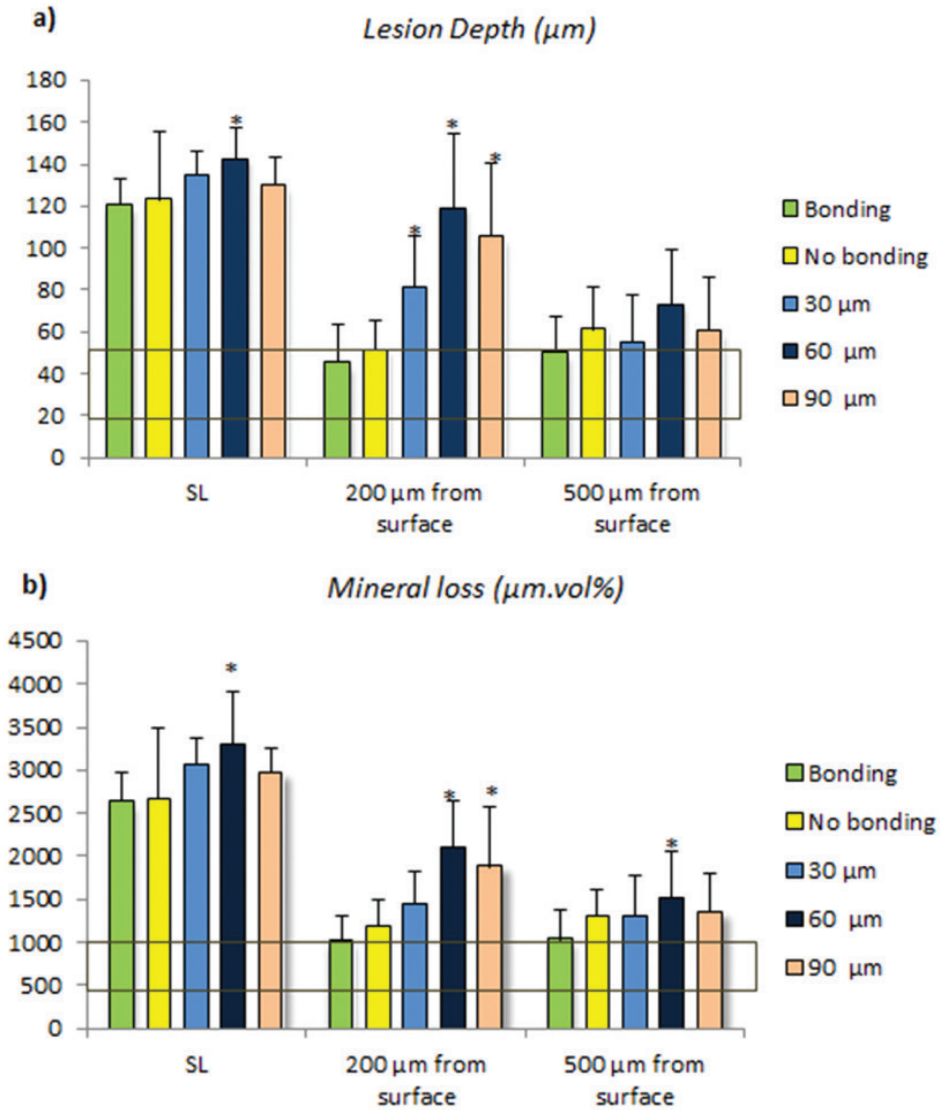 a)
Lesion Depth (µm)
180
160
140
120
100
80
60
40
20
0
*
*
*
*
SL
200 µm from
surface
500 µm from
surface
Bonding
No bonding
30 µm
60 µm
90 µm
b)
Mineral loss (µm.vol%)
4500
4000
3500
3000
2500
2000
1500
1000
500
0
*
*
*
*
SL
200 µm from
surface
500 µm from
surface
Bonding
No bonding
30 µm
60 µm
90 µm